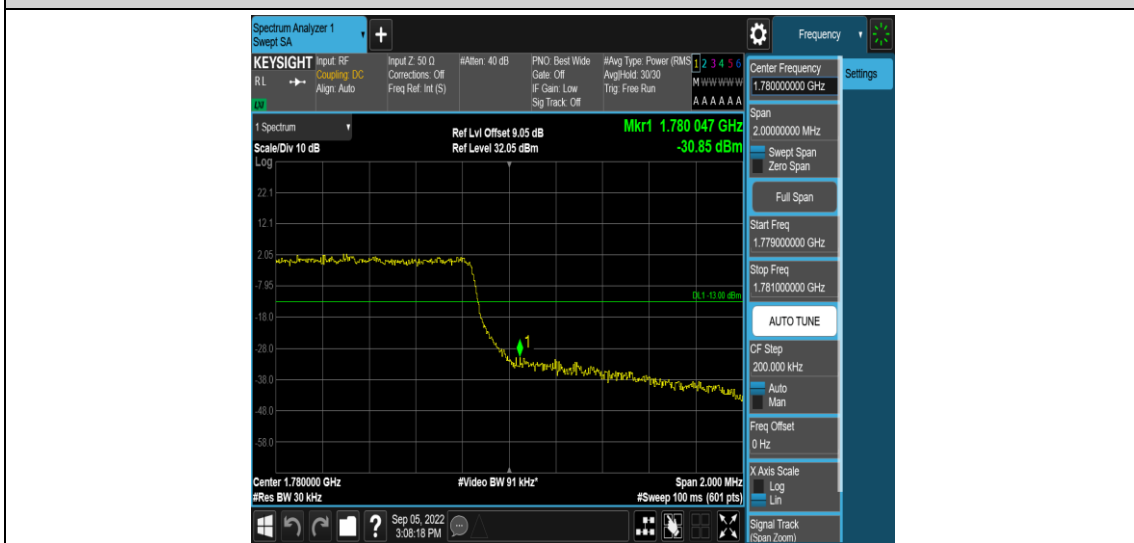 Spectrum Analyzer 1
Swept SA
+
Frequency
KEYSIGHT
RL
LXI
Input: RF
Coupling: DC
Align: Auto
Input Z: 50 Ω
Corrections: Off
Freq Ref: Int (S)
#Atten: 40 dB
PNO: Best Wide
Gate: Off
IF Gain: Low
Sig Track: Off
#Avg Type: Power (RMS
Avg|Hold: 30/30
Trig: Free Run
1 2 3 4 5 6
M W W W W W
A A A A A A
1 Spectrum
Scale/Div 10 dB
Log
Ref Lvl Offset 9.05 dB
Ref Level 32.05 dBm
Mkr1 1.780 047 GHz
-30.85 dBm
22.1
12.1
2.05
-7.95
-18.0
-28.0
-38.0
-48.0
-58.0
DL1 -13.00 dBm
1
Center 1.780000 GHz
#Res BW 30 kHz
#Video BW 91 kHz*
Span 2.000 MHz
#Sweep 100 ms (601 pts)
?
Sep 05, 2022
3:08:18 PM
Center Frequency
1.780000000 GHz
Settings
Span
2.00000000 MHz
Swept Span
Zero Span
Full Span
Start Freq
1.779000000 GHz
Stop Freq
1.781000000 GHz
AUTO TUNE
CF Step
200.000 kHz
Auto
Man
Freq Offset
0 Hz
X Axis Scale
Log
Lin
Signal Track
(Span Zoom)